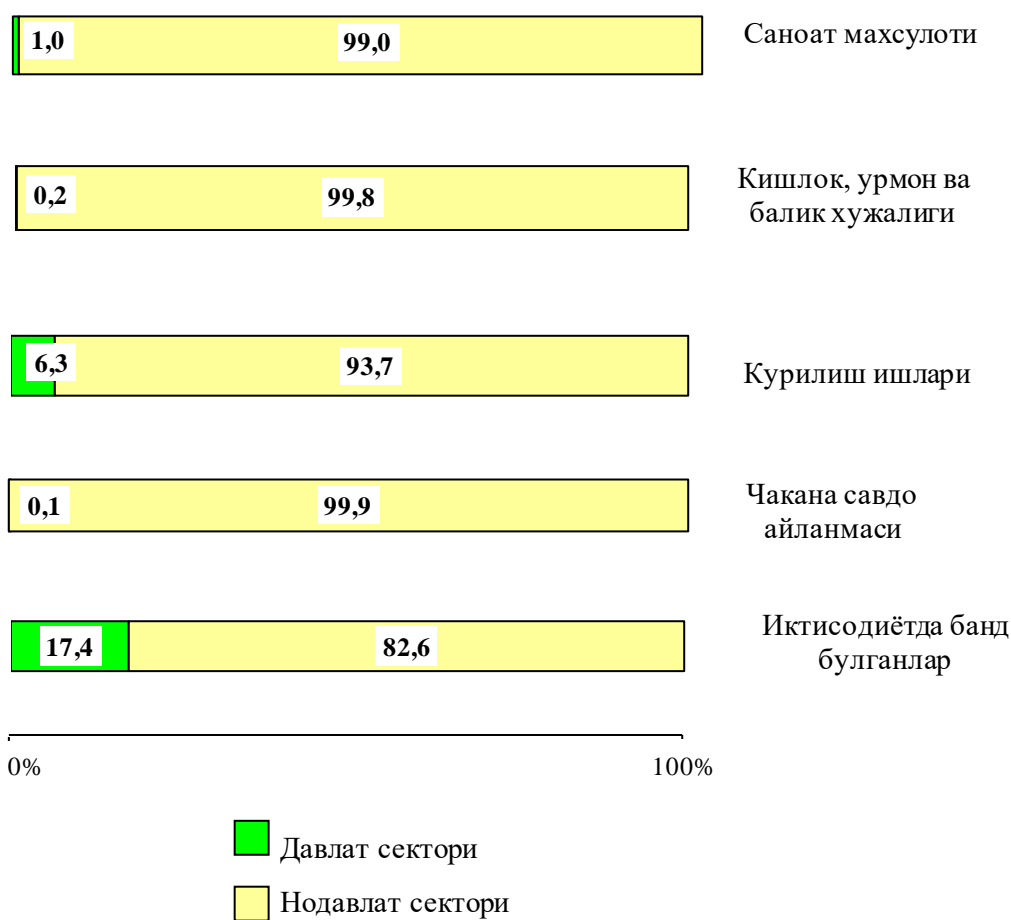 1,0 99,0 Саноат махсулоти
Кишлок, урмон ва
0,2 99,8 балик хужалиги
6,3 93,7 Курилиш ишлари
Чакана савдо
0,1 99,9 айланмаси
Иктисодиётда банд
17,4 82,6 булганлар
0% 100%
Давлат сектори
Нодавлат сектори